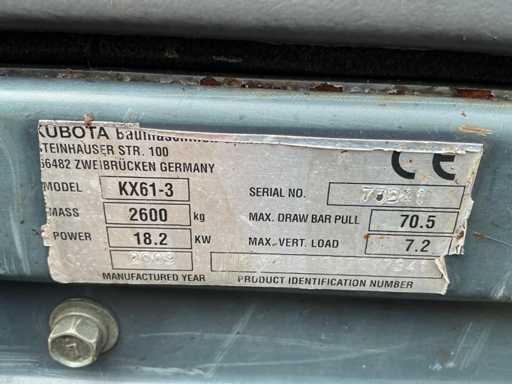 KUBOTA Baumaschinen
STEINHAUSER STR. 100
66482 ZWEIBRÜCKEN GERMANY
CE
MODEL KX61-3 SERIAL NO.
MASS 2600 kg MAX. DRAW BAR PULL 70.5
POWER 18.2 KW MAX. VERT. LOAD 7.2
MANUFACTURED YEAR PRODUCT IDENTIFICATION NUMBER